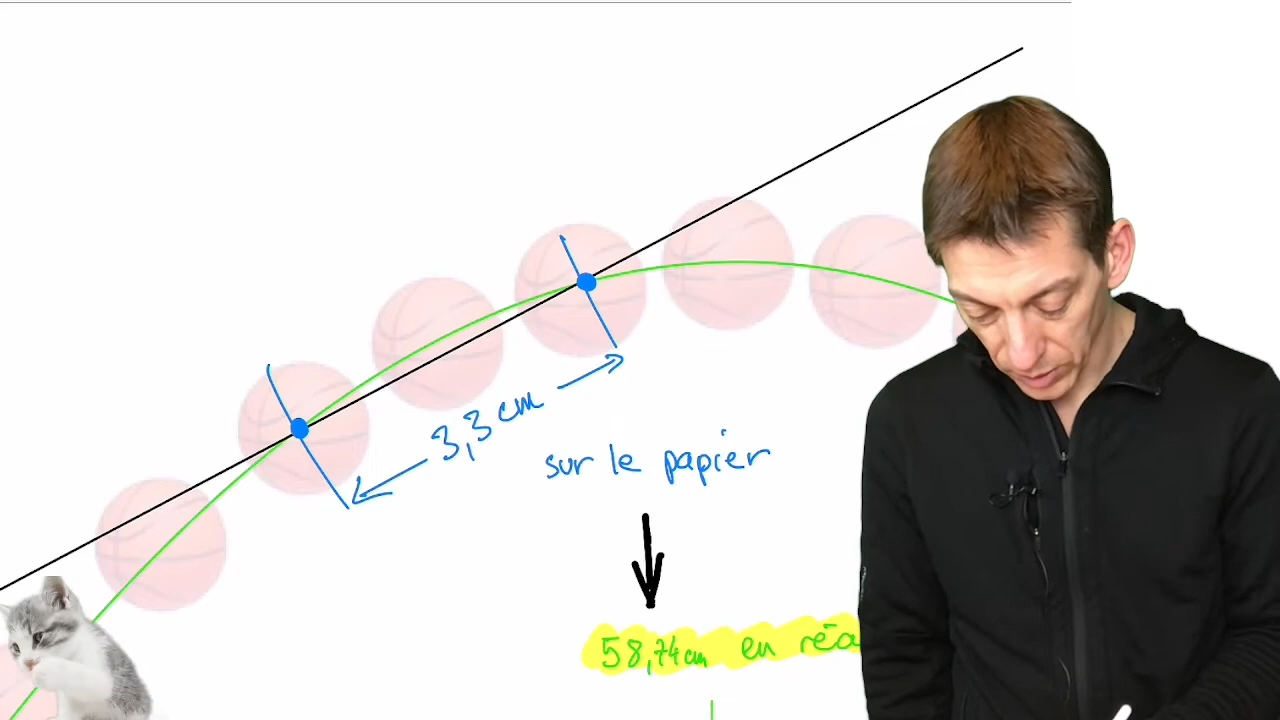 3,3 cm
sur le papier
58,74 cm en réa